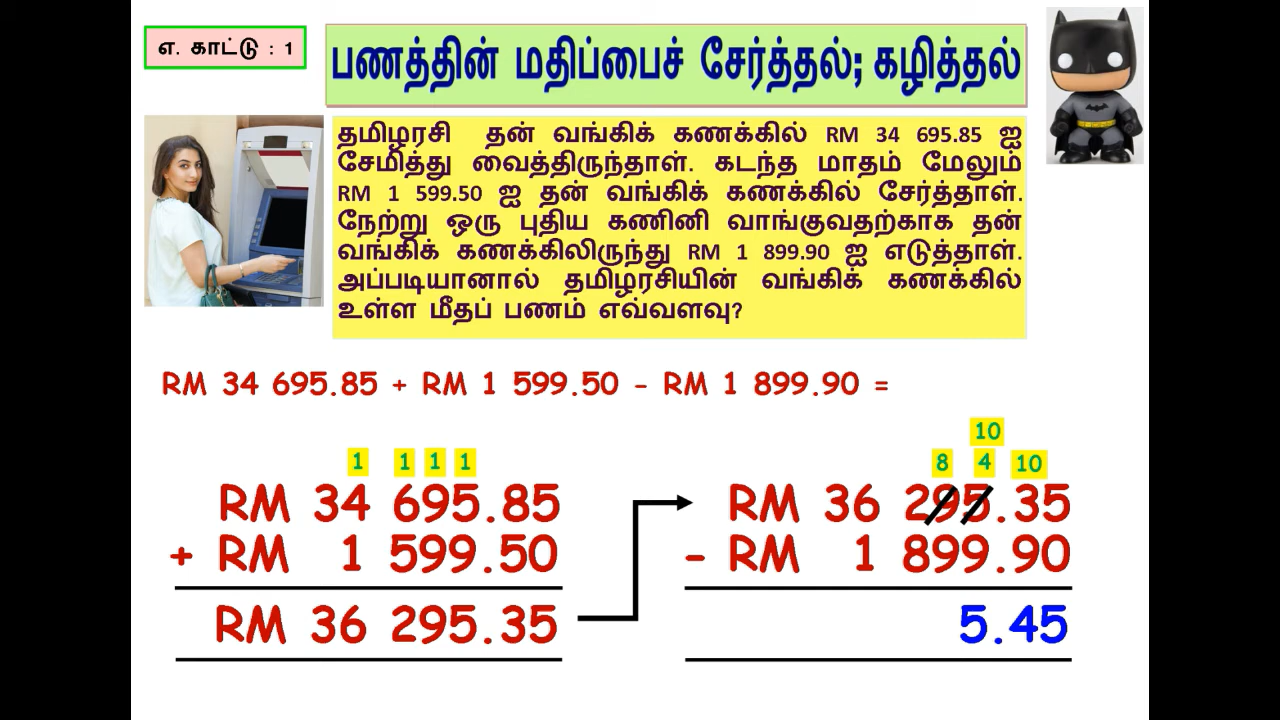 எ. காட்டு : 1
பணத்தின் மதிப்பைச் சேர்த்தல்; கழித்தல்
தமிழரசி தன் வங்கிக் கணக்கில் RM 34 695.85 ஐ
சேமித்து வைத்திருந்தாள். கடந்த மாதம் மேலும்
RM 1 599.50 ஐ தன் வங்கிக் கணக்கில் சேர்த்தாள்.
நேற்று ஒரு புதிய கணினி வாங்குவதற்காக தன்
வங்கிக் கணக்கிலிருந்து RM 1 899.90 ஐ எடுத்தாள்.
அப்படியானால் தமிழரசியின் வங்கிக் கணக்கில்
உள்ள மீதப் பணம் எவ்வளவு?
RM 34 695.85 + RM 1 599.50 - RM 1 899.90 =
1 1 1 1
RM 34 695.85
+ RM 1 599.50
RM 36 295.35
10
8 4 10
RM 36 295.35
- RM 1 899.90
5.45